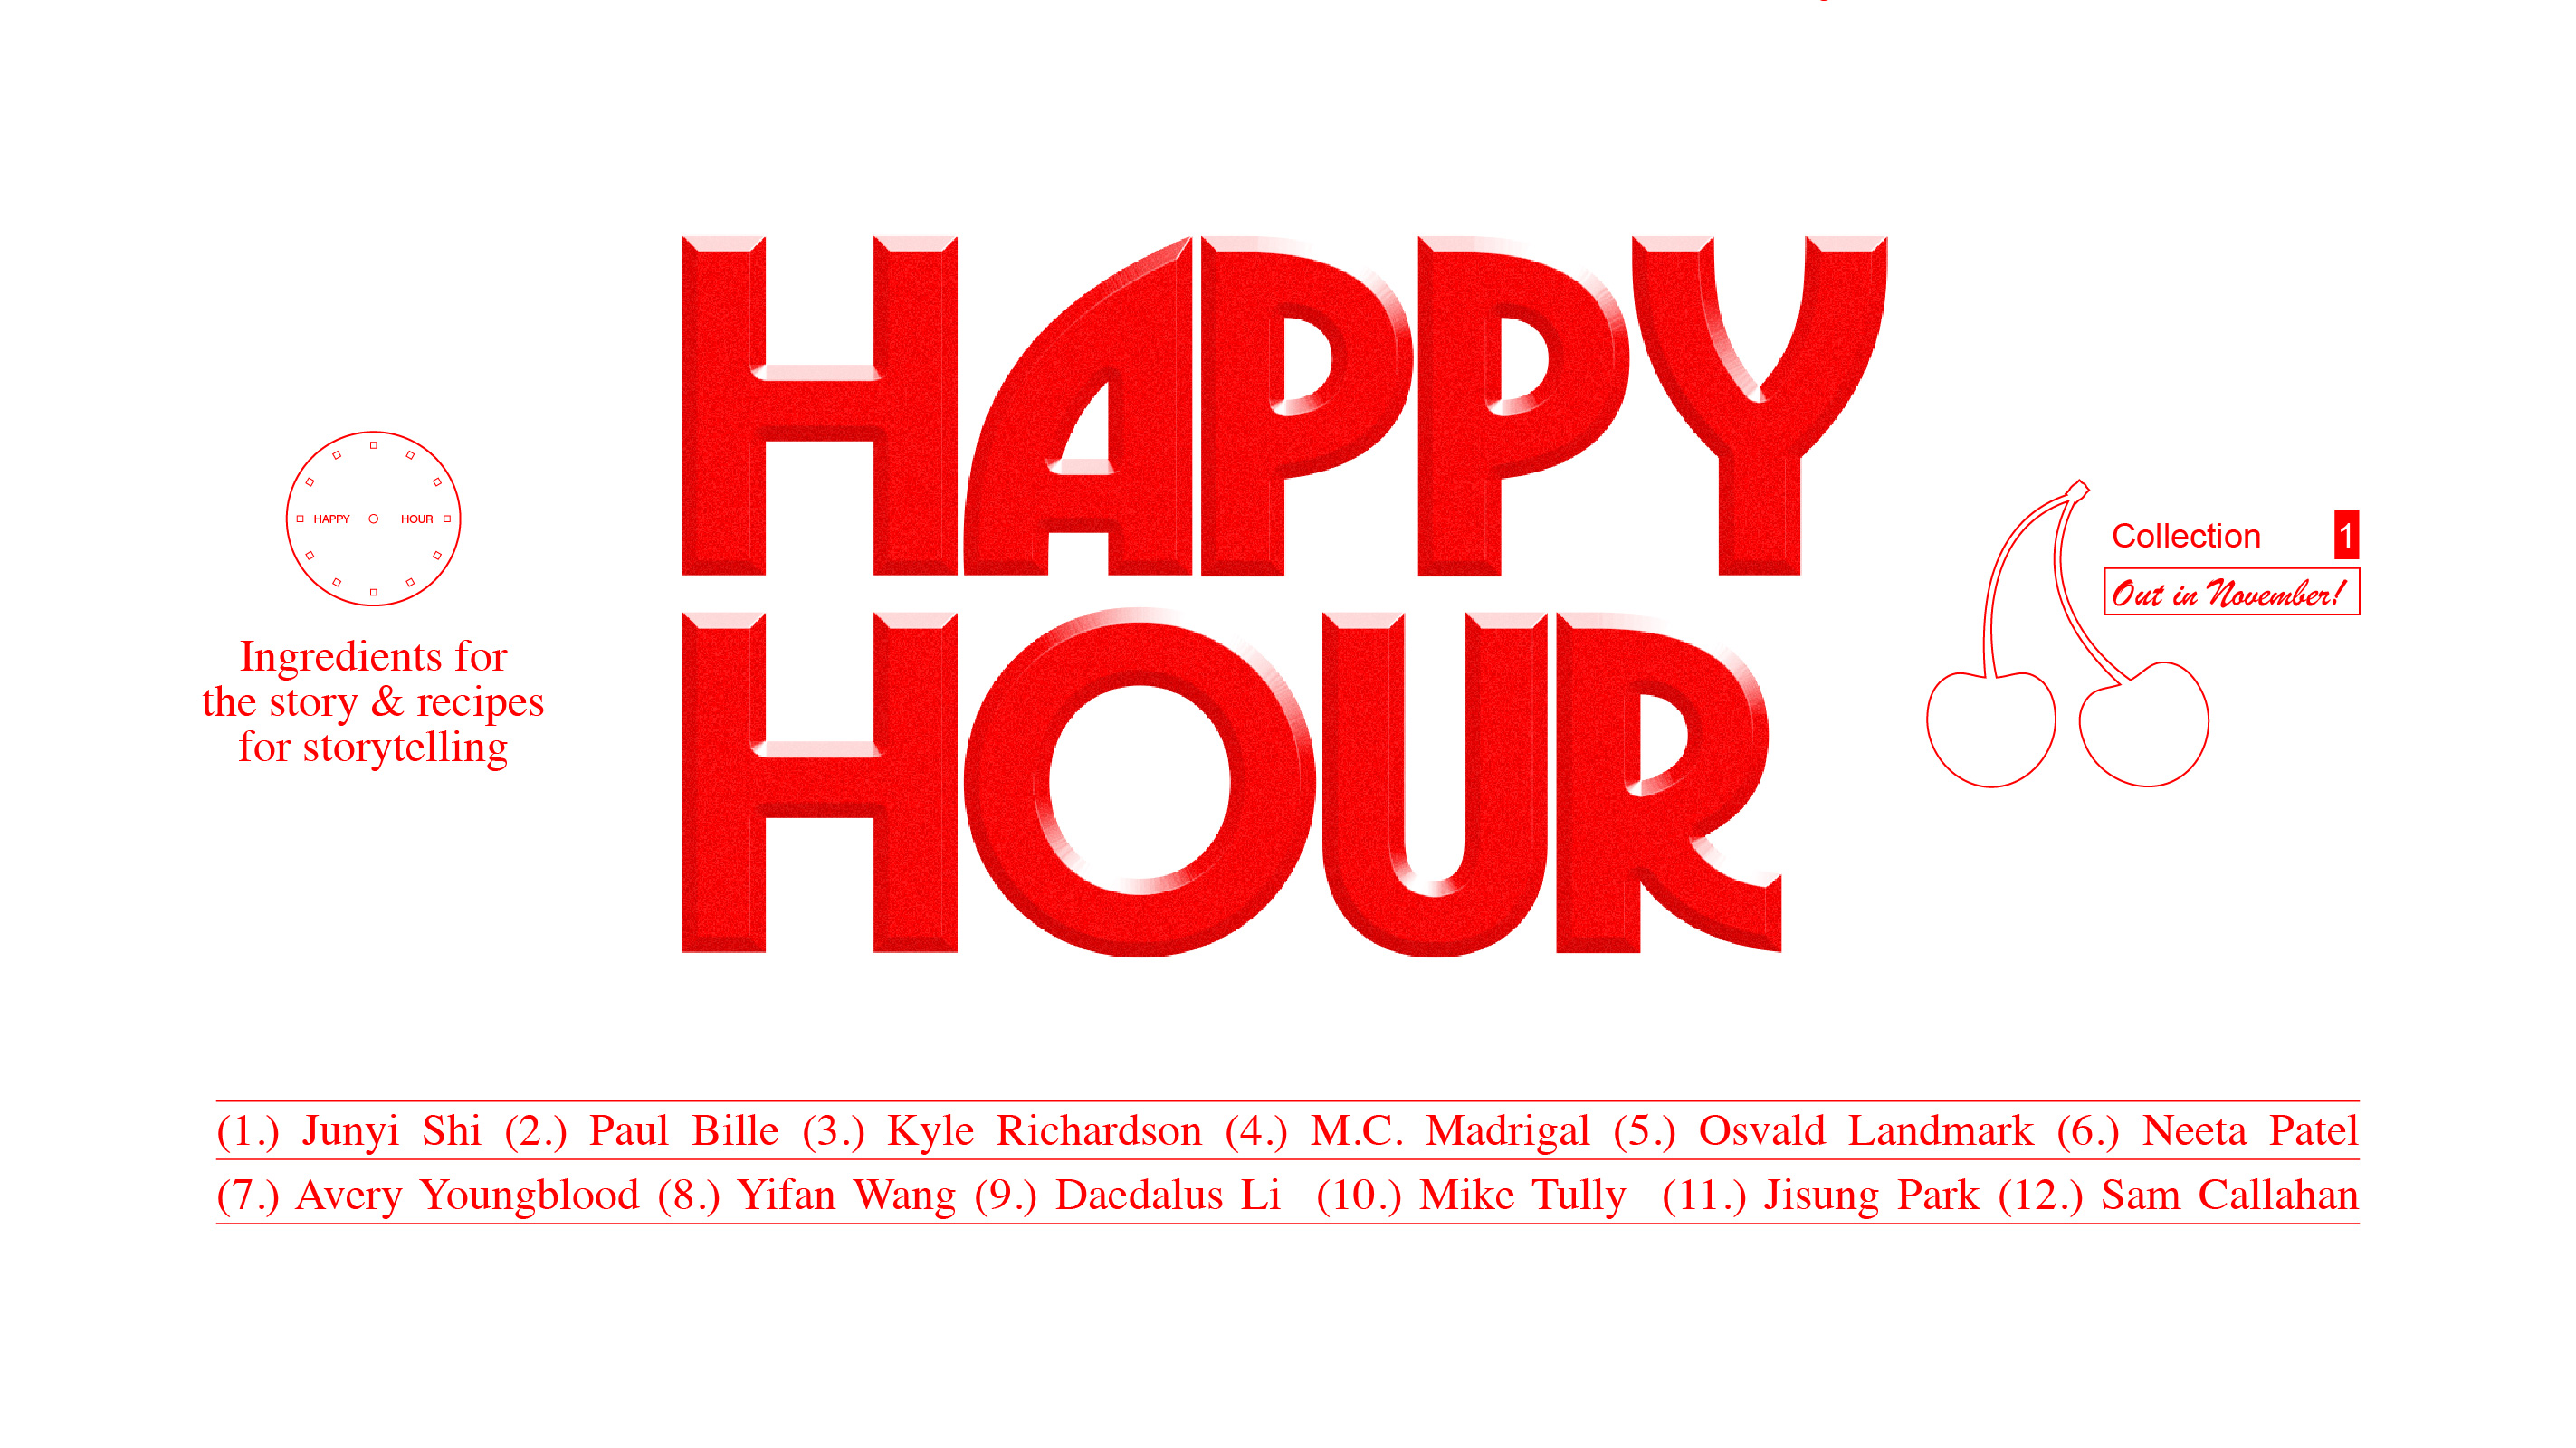 HAPPY
HOUR
HAPPY HOUR
Ingredients for
the story & recipes
for storytelling
Collection 1
Out in November!
(1.) Junyi Shi (2.) Paul Bille (3.) Kyle Richardson (4.) M.C. Madrigal (5.) Osvald Landmark (6.) Neeta Patel
(7.) Avery Youngblood (8.) Yifan Wang (9.) Daedalus Li (10.) Mike Tully (11.) Jisung Park (12.) Sam Callahan